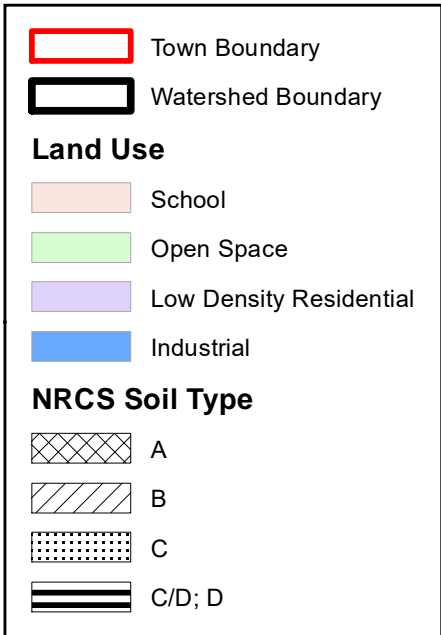 Town Boundary
Watershed Boundary
Land Use
School
Open Space
Low Density Residential
Industrial
NRCS Soil Type
A
B
C
C/D; D